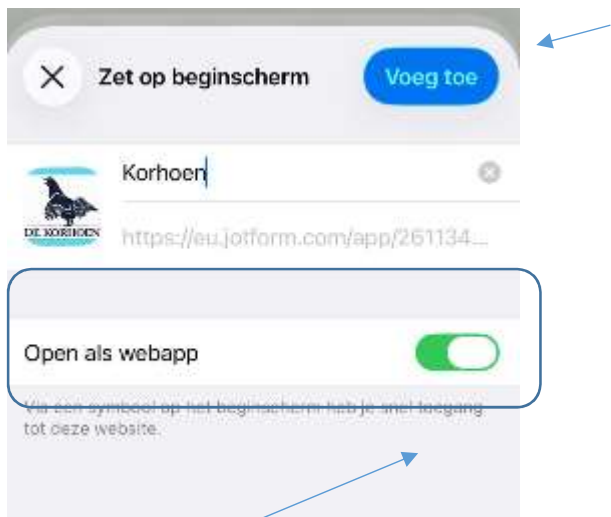 Zet op beginscherm
Voeg toe
Korhoen
DE KORHOEN
https://eu.jotform.com/app/261134...
Open als webapp
Via een symbool op het beginscherm heb je snel toegang
tot deze website.